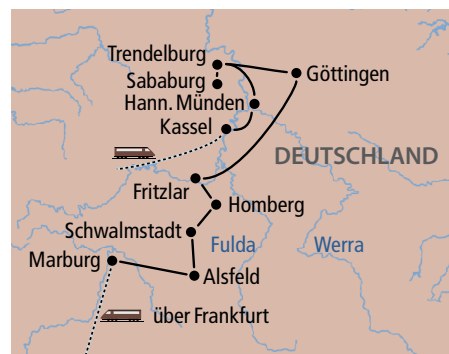 Trendelburg
Göttingen
Sababurg
Hann. Münden
Kassel
DEUTSCHLAND
Fritzlar
Homberg
Schwalmstadt
Fulda
Werra
Marburg
Alsfeld
über Frankfurt